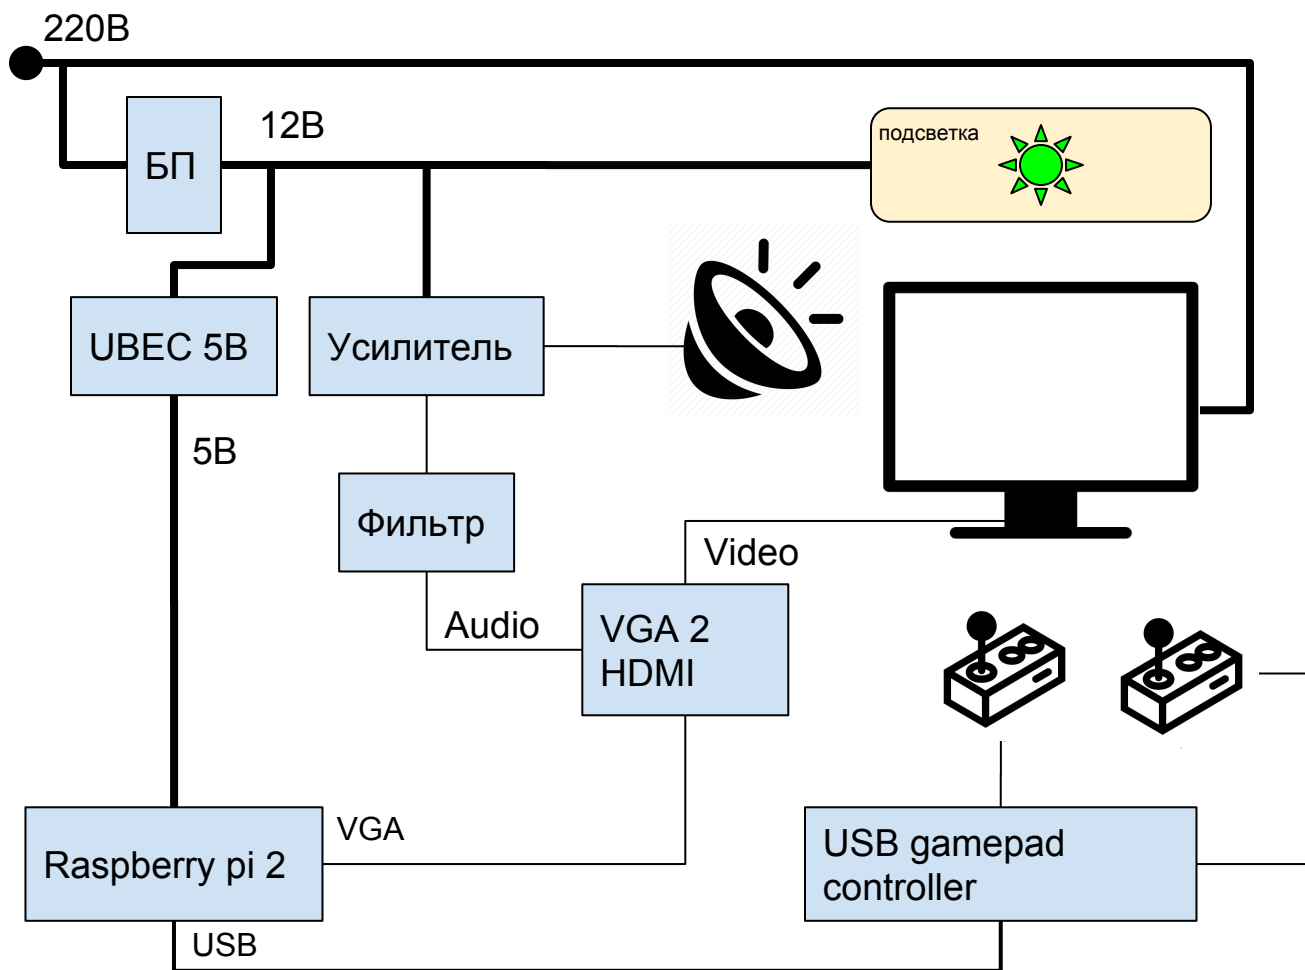 220В
12В
БП
подсветка
UBEC 5В
Усилитель
5В
Фильтр
Video
Audio
VGA 2
HDMI
VGA
Raspberry pi 2
USB gamepad
controller
USB